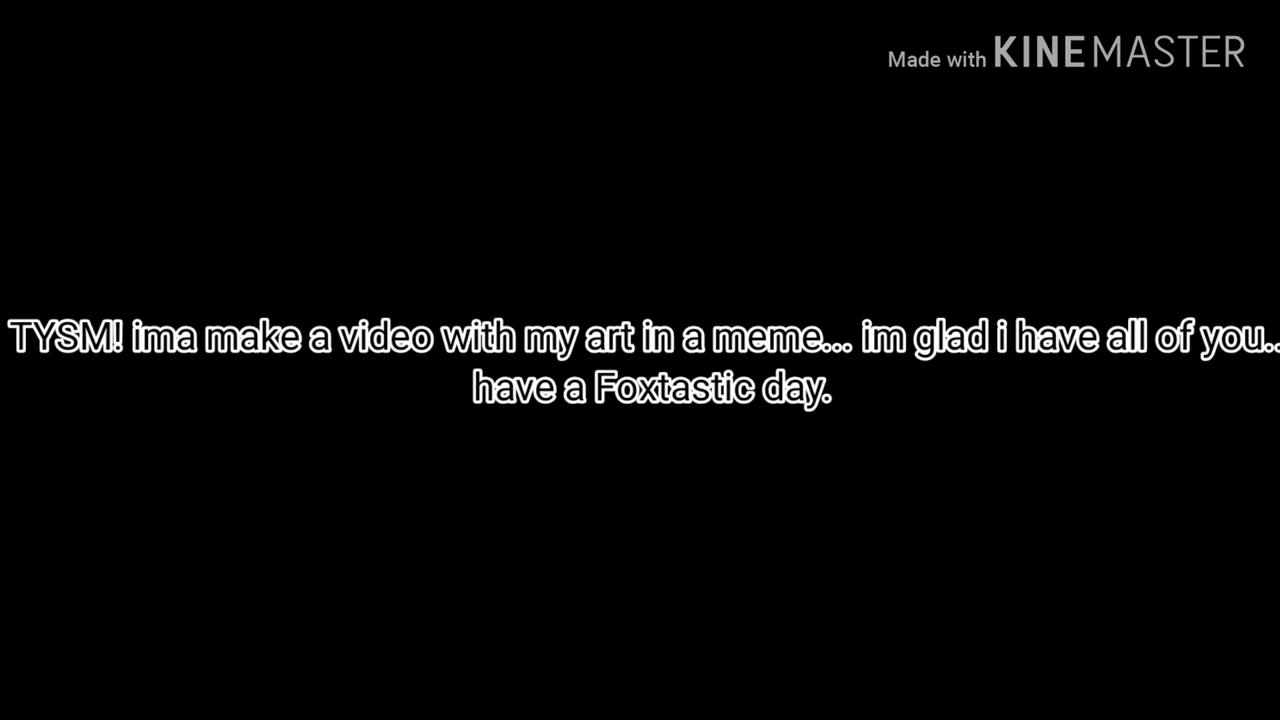 Made with KINEMASTER
TYSM! ima make a video with my art in a meme... im glad i have all of you..
have a Foxtastic day.